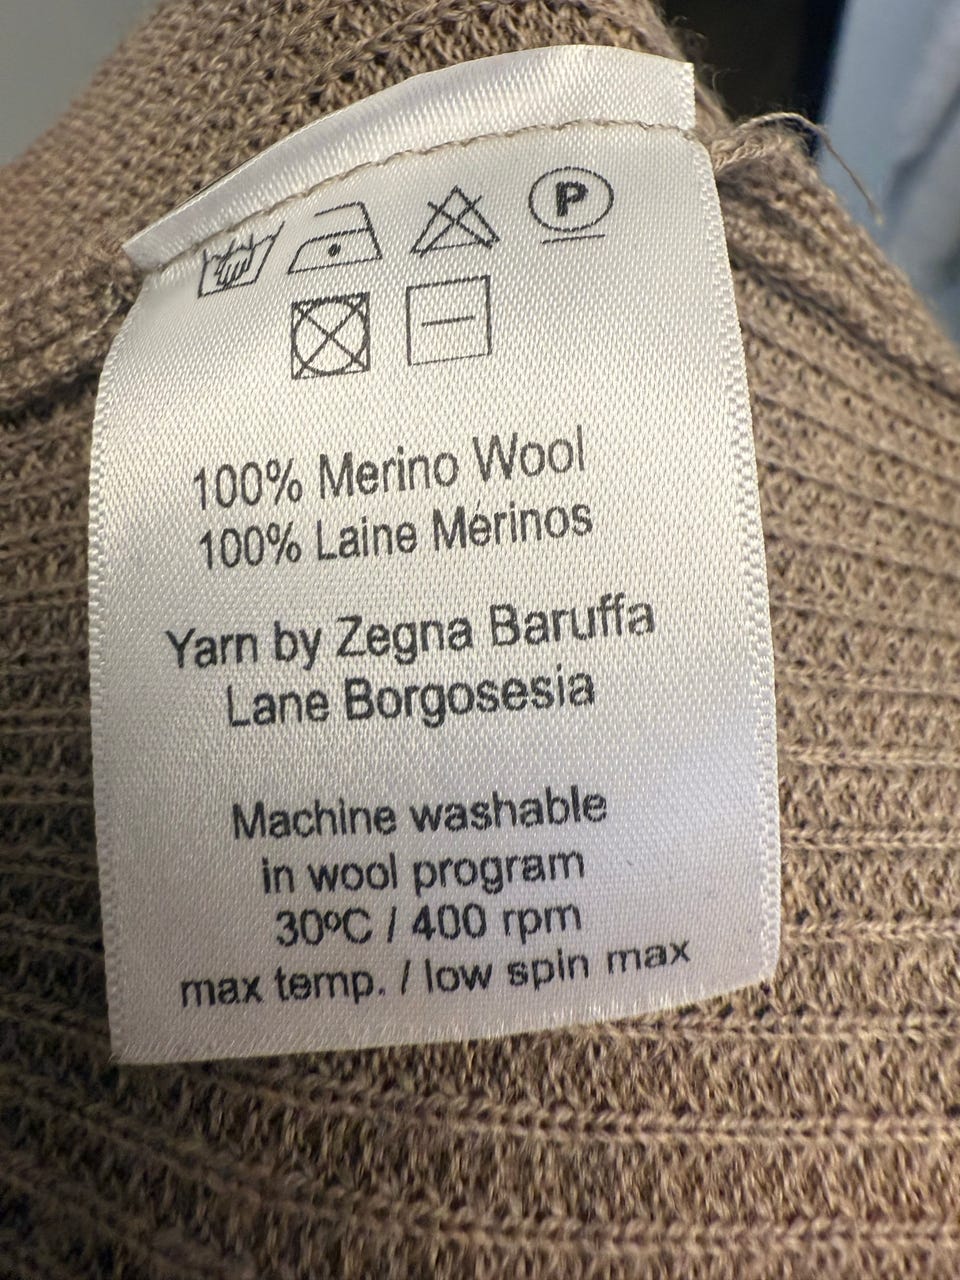 P
100% Merino Wool
100% Laine Mérinos
Yarn by Zegna Baruffa
Lane Borgosesia
Machine washable
in wool program
30ºC / 400 rpm
max temp. / low spin max